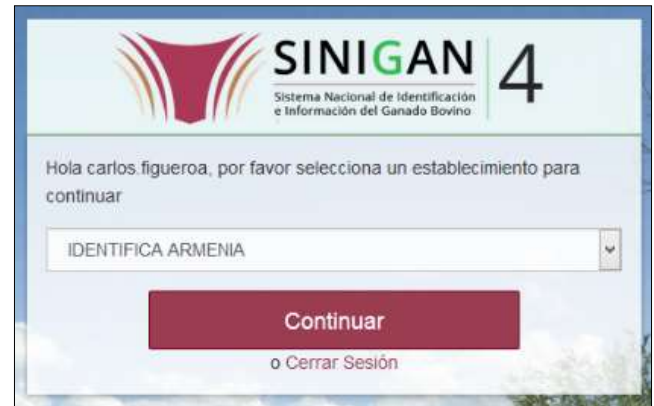 SINIGAN 4
Sistema Nacional de Identificación
e Información del Ganado Bovino
Hola carlos.figueroa, por favor selecciona un establecimiento para
continuar
IDENTIFICA ARMENIA
Continuar
o Cerrar Sesión